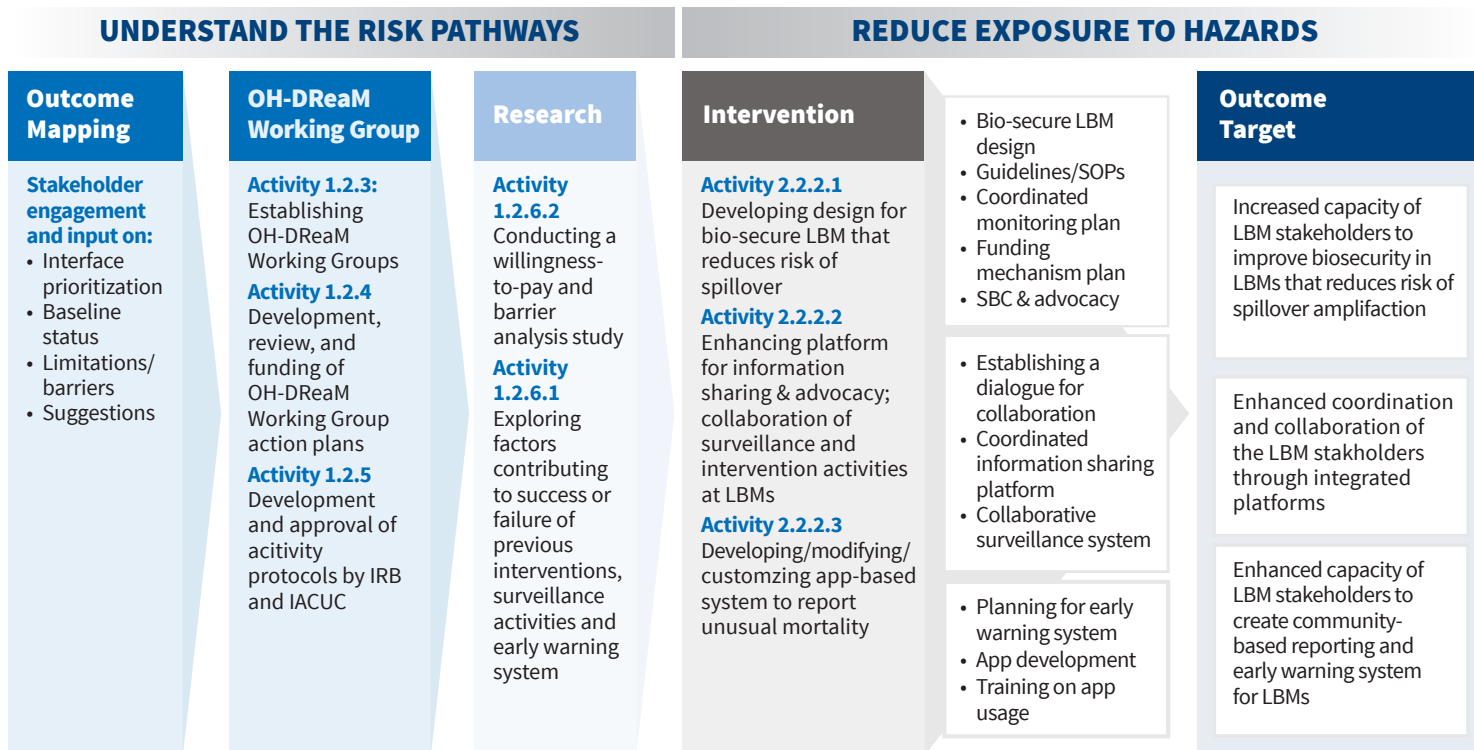 UNDERSTAND THE RISK PATHWAYS
REDUCE EXPOSURE TO HAZARDS
Outcome
Mapping
Stakeholder
engagement
and input on:
• Interface
prioritization
• Baseline
status
• Limitations/
barriers
• Suggestions
OH-DReaM
Working Group
Activity 1.2.3:
Establishing
OH-DReaM
Working Groups
Activity 1.2.4
Development,
review, and
funding of
OH-DReaM
Working Group
action plans
Activity 1.2.5
Development
and approval of
acitivity
protocols by IRB
and IACUC
Research
Activity
1.2.6.2
Conducting a
willingness-
to-pay and
barrier
analysis study
Activity
1.2.6.1
Exploring
factors
contributing
to success or
failure of
previous
interventions,
surveillance
activities and
early warning
system
Intervention
Activity 2.2.2.1
Developing design for
bio-secure LBM that
reduces risk of
spillover
Activity 2.2.2.2
Enhancing platform
for information
sharing & advocacy;
collaboration of
surveillance and
intervention activities
at LBMs
Activity 2.2.2.3
Developing/modifying/
customzing app-based
system to report
unusual mortality
• Bio-secure LBM
design
• Guidelines/SOPs
• Coordinated
monitoring plan
• Funding
mechanism plan
• SBC & advocacy
• Establishing a
dialogue for
collaboration
• Coordinated
information sharing
platform
• Collaborative
surveillance system
• Planning for early
warning system
• App development
• Training on app
usage
Outcome
Target
Increased capacity of
LBM stakeholders to
improve biosecurity in
LBMs that reduces risk of
spillover amplifaction
Enhanced coordination
and collaboration of
the LBM stakholders
through integrated
platforms
Enhanced capacity of
LBM stakeholders to
create community-
based reporting and
early warning system
for LBMs